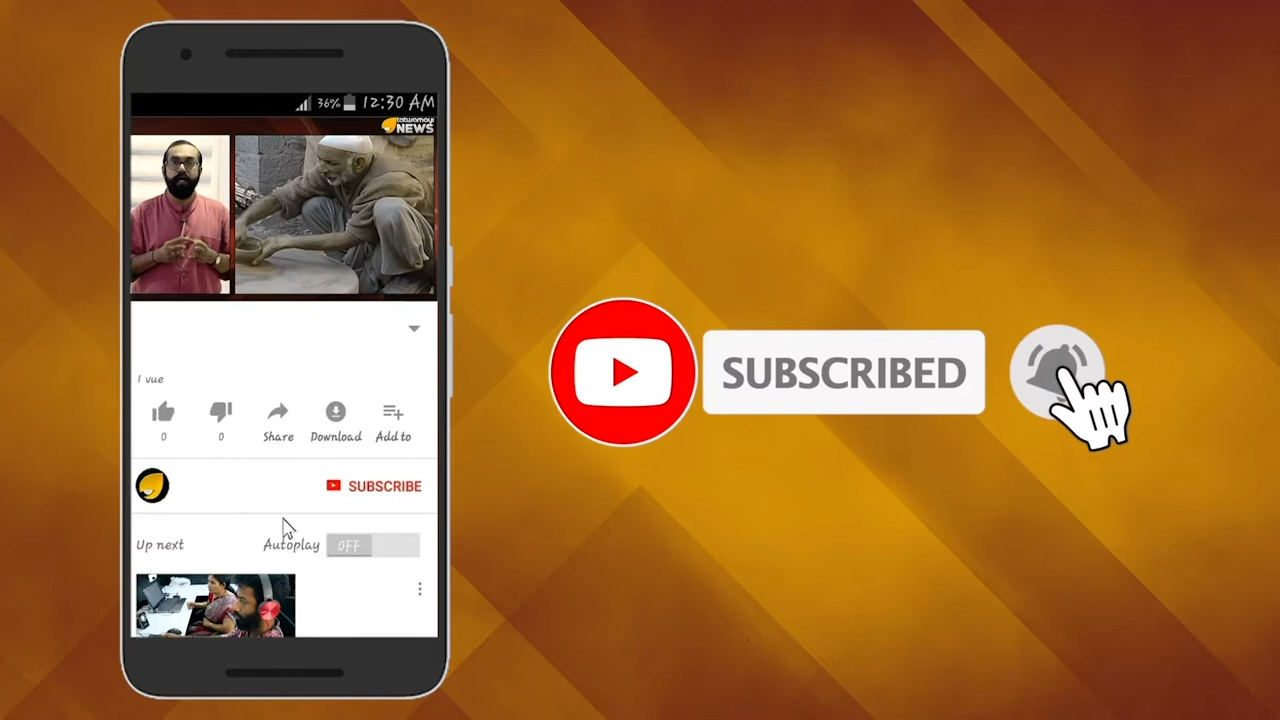 36% 12:30 AM
tatwamayi
NEWS
1 vue
0 0 Share Download Add to
SUBSCRIBE
Up next Autoplay OFF
SUBSCRIBED